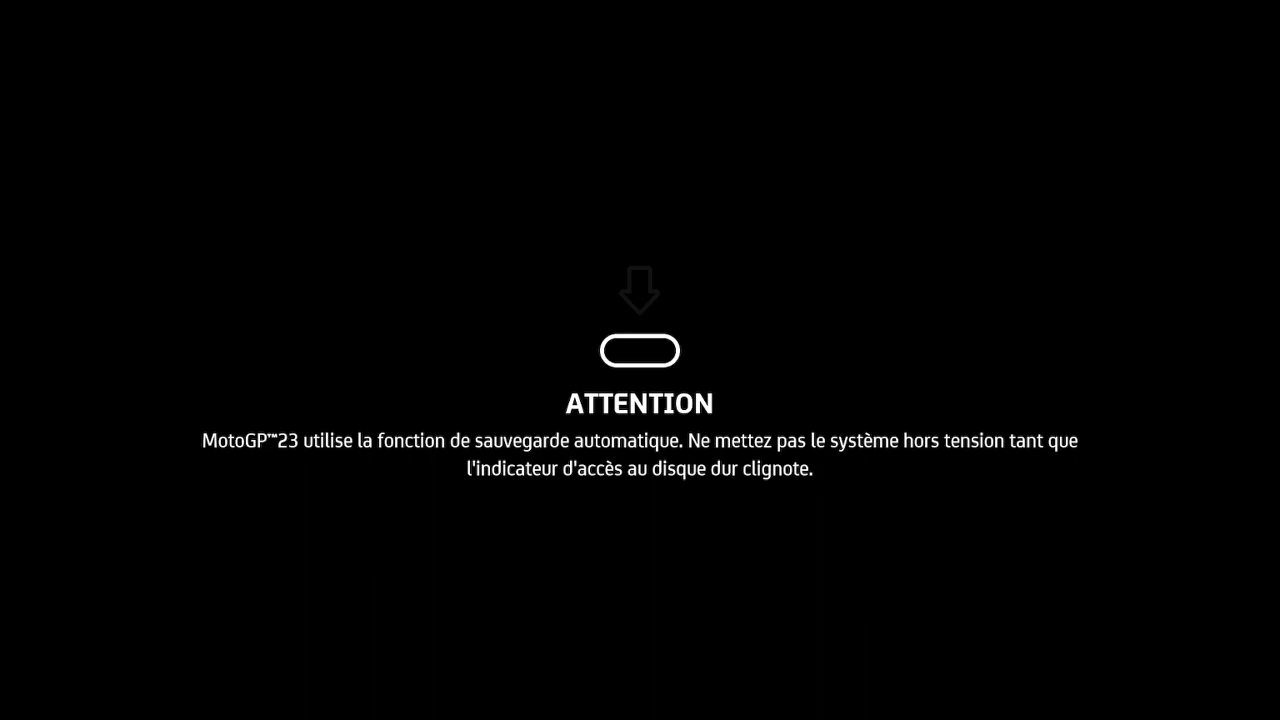 ATTENTION
MotoGP™23 utilise la fonction de sauvegarde automatique. Ne mettez pas le système hors tension tant que
l'indicateur d'accès au disque dur clignote.